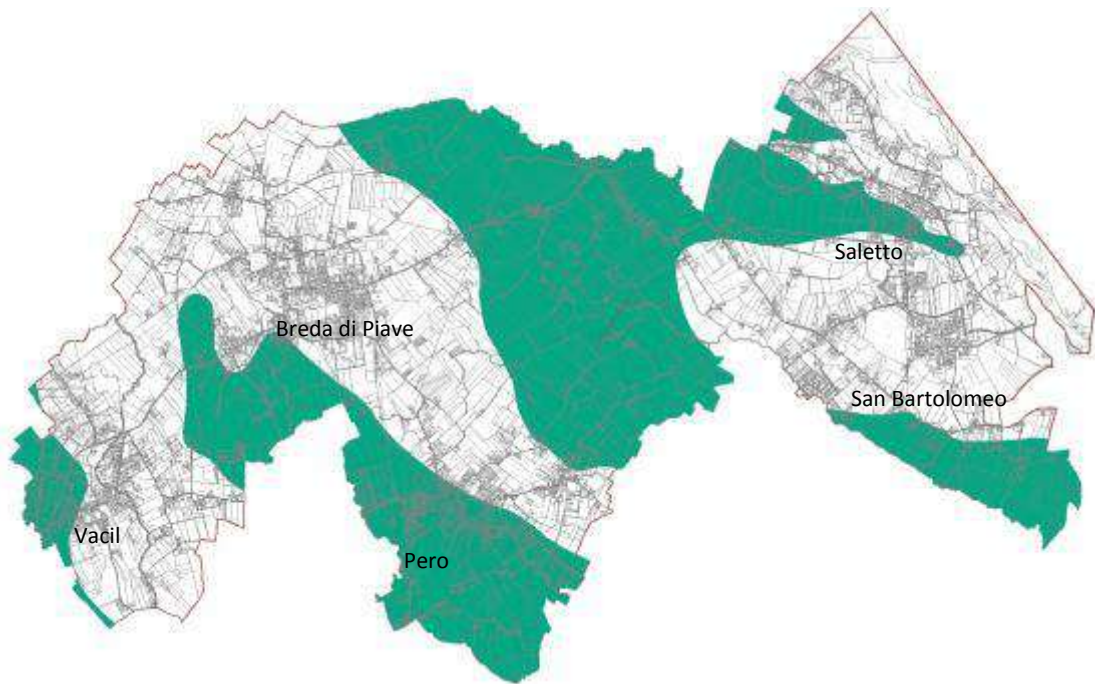 Saletto
Breda di Piave
San Bartolomeo
Vacil
Pero